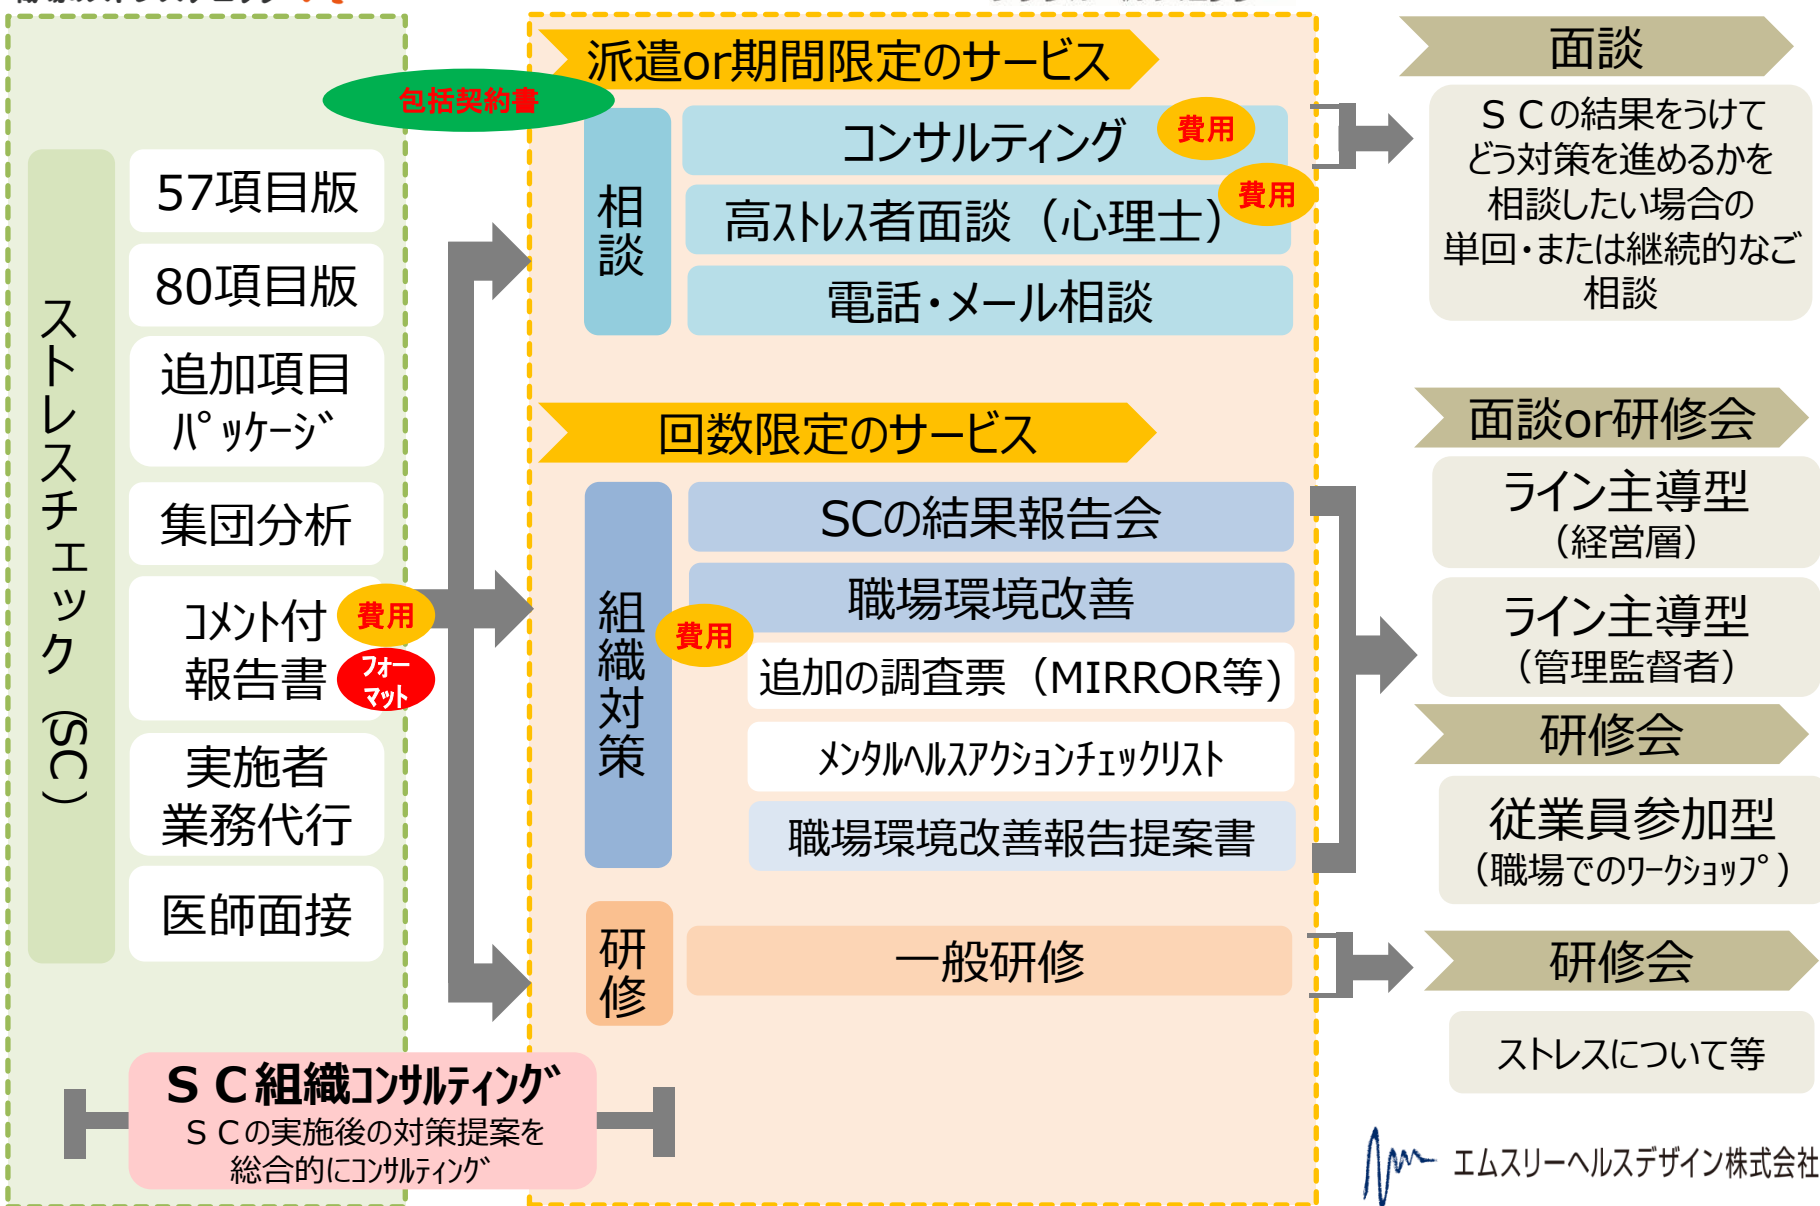 包括契約書
ストレスチェック（SC）
57項目版
80項目版
追加項目
ﾊﾟｯｹｰｼﾞ
集団分析
ｺﾒﾝﾄ付
報告書
費用
フォー
マット
実施者
業務代行
医師面接
ＳＣ組織ｺﾝｻﾙﾃｨﾝｸﾞ
ＳＣの実施後の対策提案を
総合的にｺﾝｻﾙﾃｨﾝｸﾞ
派遣or期間限定のサービス
相談
コンサルティング
費用
高ｽﾄﾚｽ者面談（心理士）
費用
電話・メール相談
回数限定のサービス
組織対策
SCの結果報告会
職場環境改善
費用
追加の調査票（MIRROR等）
ﾒﾝﾀﾙﾍﾙｽｱｸｼｮﾝﾁｪｯｸﾘｽﾄ
職場環境改善報告提案書
研修
一般研修
面談
ＳＣの結果をうけて
どう対策を進めるかを
相談したい場合の
単回・または継続的なご
相談
面談or研修会
ライン主導型
（経営層）
ライン主導型
（管理監督者）
研修会
従業員参加型
（職場でのﾜｰｸｼｮｯﾌﾟ）
研修会
ストレスについて等
エムスリーヘルスデザイン株式会社